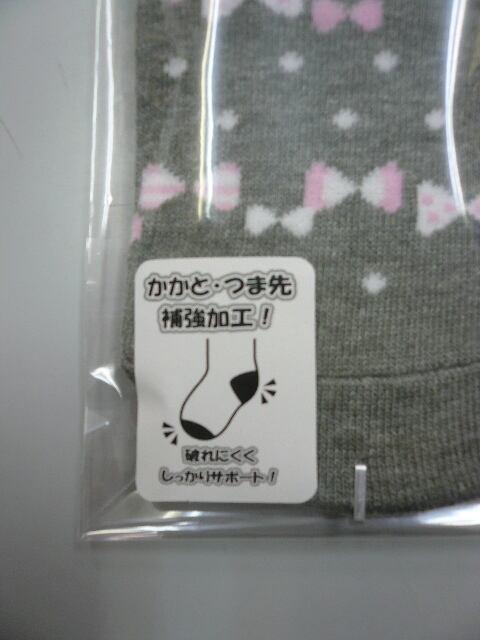 かかと・つま先
補強加工！
破れにくく
しっかりサポート！